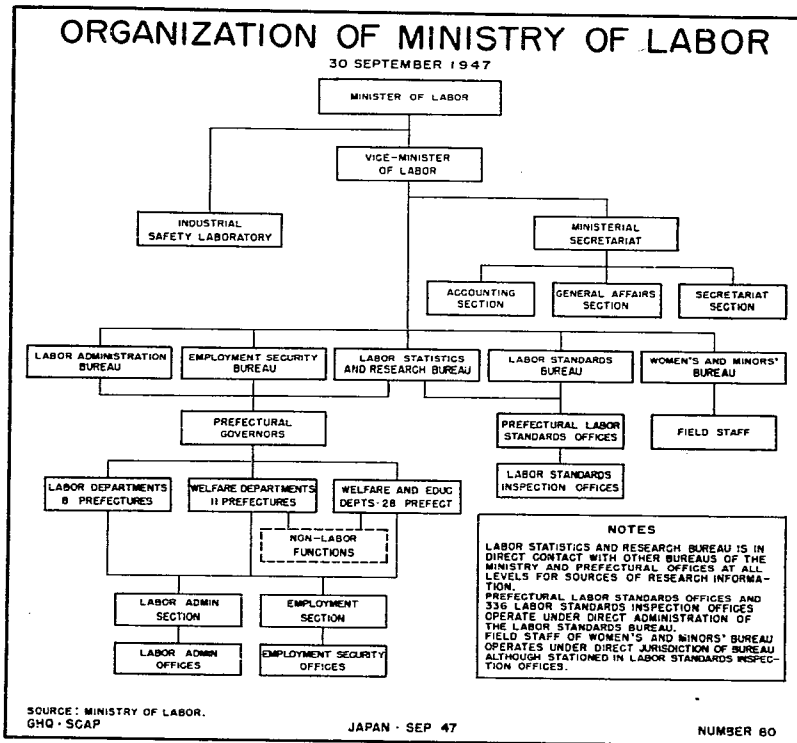 ORGANIZATION OF MINISTRY OF LABOR
30 SEPTEMBER 1947
MINISTER OF LABOR
VICE-MINISTER
OF LABOR
INDUSTRIAL
SAFETY LABORATORY
MINISTERIAL
SECRETARIAT
ACCOUNTING
SECTION
GENERAL AFFAIRS
SECTION
SECRETARIAT
SECTION
LABOR ADMINISTRATION
BUREAU
EMPLOYMENT SECURITY
BUREAU
LABOR STATISTICS
AND RESEARCH BUREAU
LABOR STANDARDS
BUREAU
WOMEN'S AND MINORS'
BUREAU
PREFECTURAL
GOVERNORS
PREFECTURAL LABOR
STANDARDS OFFICES
FIELD STAFF
LABOR STANDARDS
INSPECTION OFFICES
LABOR DEPARTMENTS
8 PREFECTURES
WELFARE DEPARTMENTS
11 PREFECTURES
WELFARE AND EDUC
DEPTS-28 PREFECT
NON-LABOR
FUNCTIONS
LABOR ADMIN
SECTION
EMPLOYMENT
SECTION
LABOR ADMIN
OFFICES
EMPLOYMENT SECURITY
OFFICES
NOTES
LABOR STATISTICS AND RESEARCH BUREAU IS IN
DIRECT CONTACT WITH OTHER BUREAUS OF THE
MINISTRY AND PREFECTURAL OFFICES AT ALL
LEVELS FOR SOURCES OF RESEARCH INFORMA-
TION.
PREFECTURAL LABOR STANDARDS OFFICES AND
336 LABOR STANDARDS INSPECTION OFFICES
OPERATE UNDER DIRECT ADMINISTRATION OF
THE LABOR STANDARDS BUREAU.
FIELD STAFF OF WOMEN'S AND MINORS' BUREAU
OPERATES UNDER DIRECT JURISDICTION OF BUREAU
ALTHOUGH STATIONED IN LABOR STANDARDS INSPEC-
TION OFFICES.
SOURCE: MINISTRY OF LABOR.
GHQ - SCAP
JAPAN - SEP 47
NUMBER 80